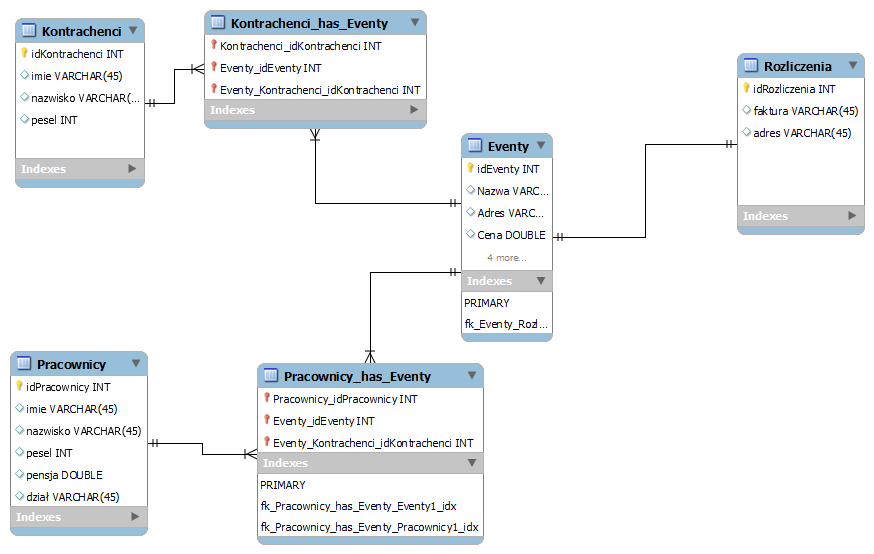 Kontrachenci
idKontrachenci INT
imie VARCHAR(45)
nazwisko VARCHAR(...
pesel INT
Indexes
Kontrachenci_has_Eventy
Kontrachenci_idKontrachenci INT
Eventy_idEventy INT
Eventy_Kontrachenci_idKontrachenci INT
Indexes
Rozliczenia
idRozliczenia INT
faktura VARCHAR(45)
adres VARCHAR(45)
Indexes
Eventy
idEventy INT
Nazwa VARC...
Adres VARC...
Cena DOUBLE
4 more...
Indexes
PRIMARY
fk_Eventy_Rozl...
Pracownicy
idPracownicy INT
imie VARCHAR(45)
nazwisko VARCHAR(45)
pesel INT
pensja DOUBLE
dział VARCHAR(45)
Indexes
Pracownicy_has_Eventy
Pracownicy_idPracownicy INT
Eventy_idEventy INT
Eventy_Kontrachenci_idKontrachenci INT
Indexes
PRIMARY
fk_Pracownicy_has_Eventy_Eventy1_idx
fk_Pracownicy_has_Eventy_Pracownicy1_idx